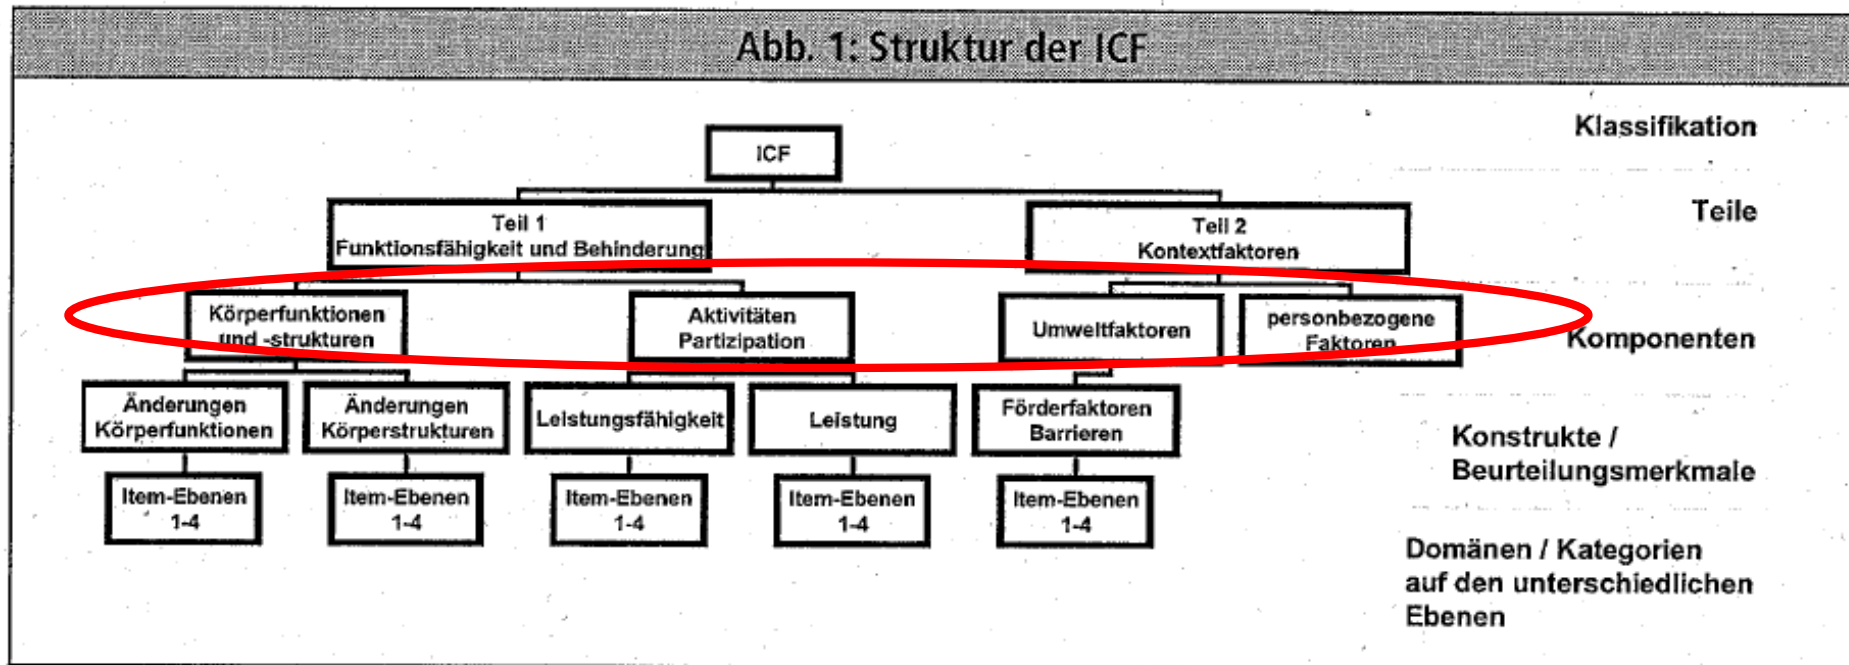 Abb. 1: Struktur der ICF
Klassifikation
ICF
Teile
Teil 1
Funktionsfähigkeit und Behinderung
Teil 2
Kontextfaktoren
Komponenten
Körperfunktionen
und -strukturen
Aktivitäten
Partizipation
Umweltfaktoren
personbezogene
Faktoren
Änderungen
Körperfunktionen
Änderungen
Körperstrukturen
Leistungsfähigkeit
Leistung
Förderfaktoren
Barrieren
Konstrukte /
Beurteilungsmerkmale
Item-Ebenen
1-4
Item-Ebenen
1-4
Item-Ebenen
1-4
Item-Ebenen
1-4
Item-Ebenen
1-4
Domänen / Kategorien
auf den unterschiedlichen
Ebenen